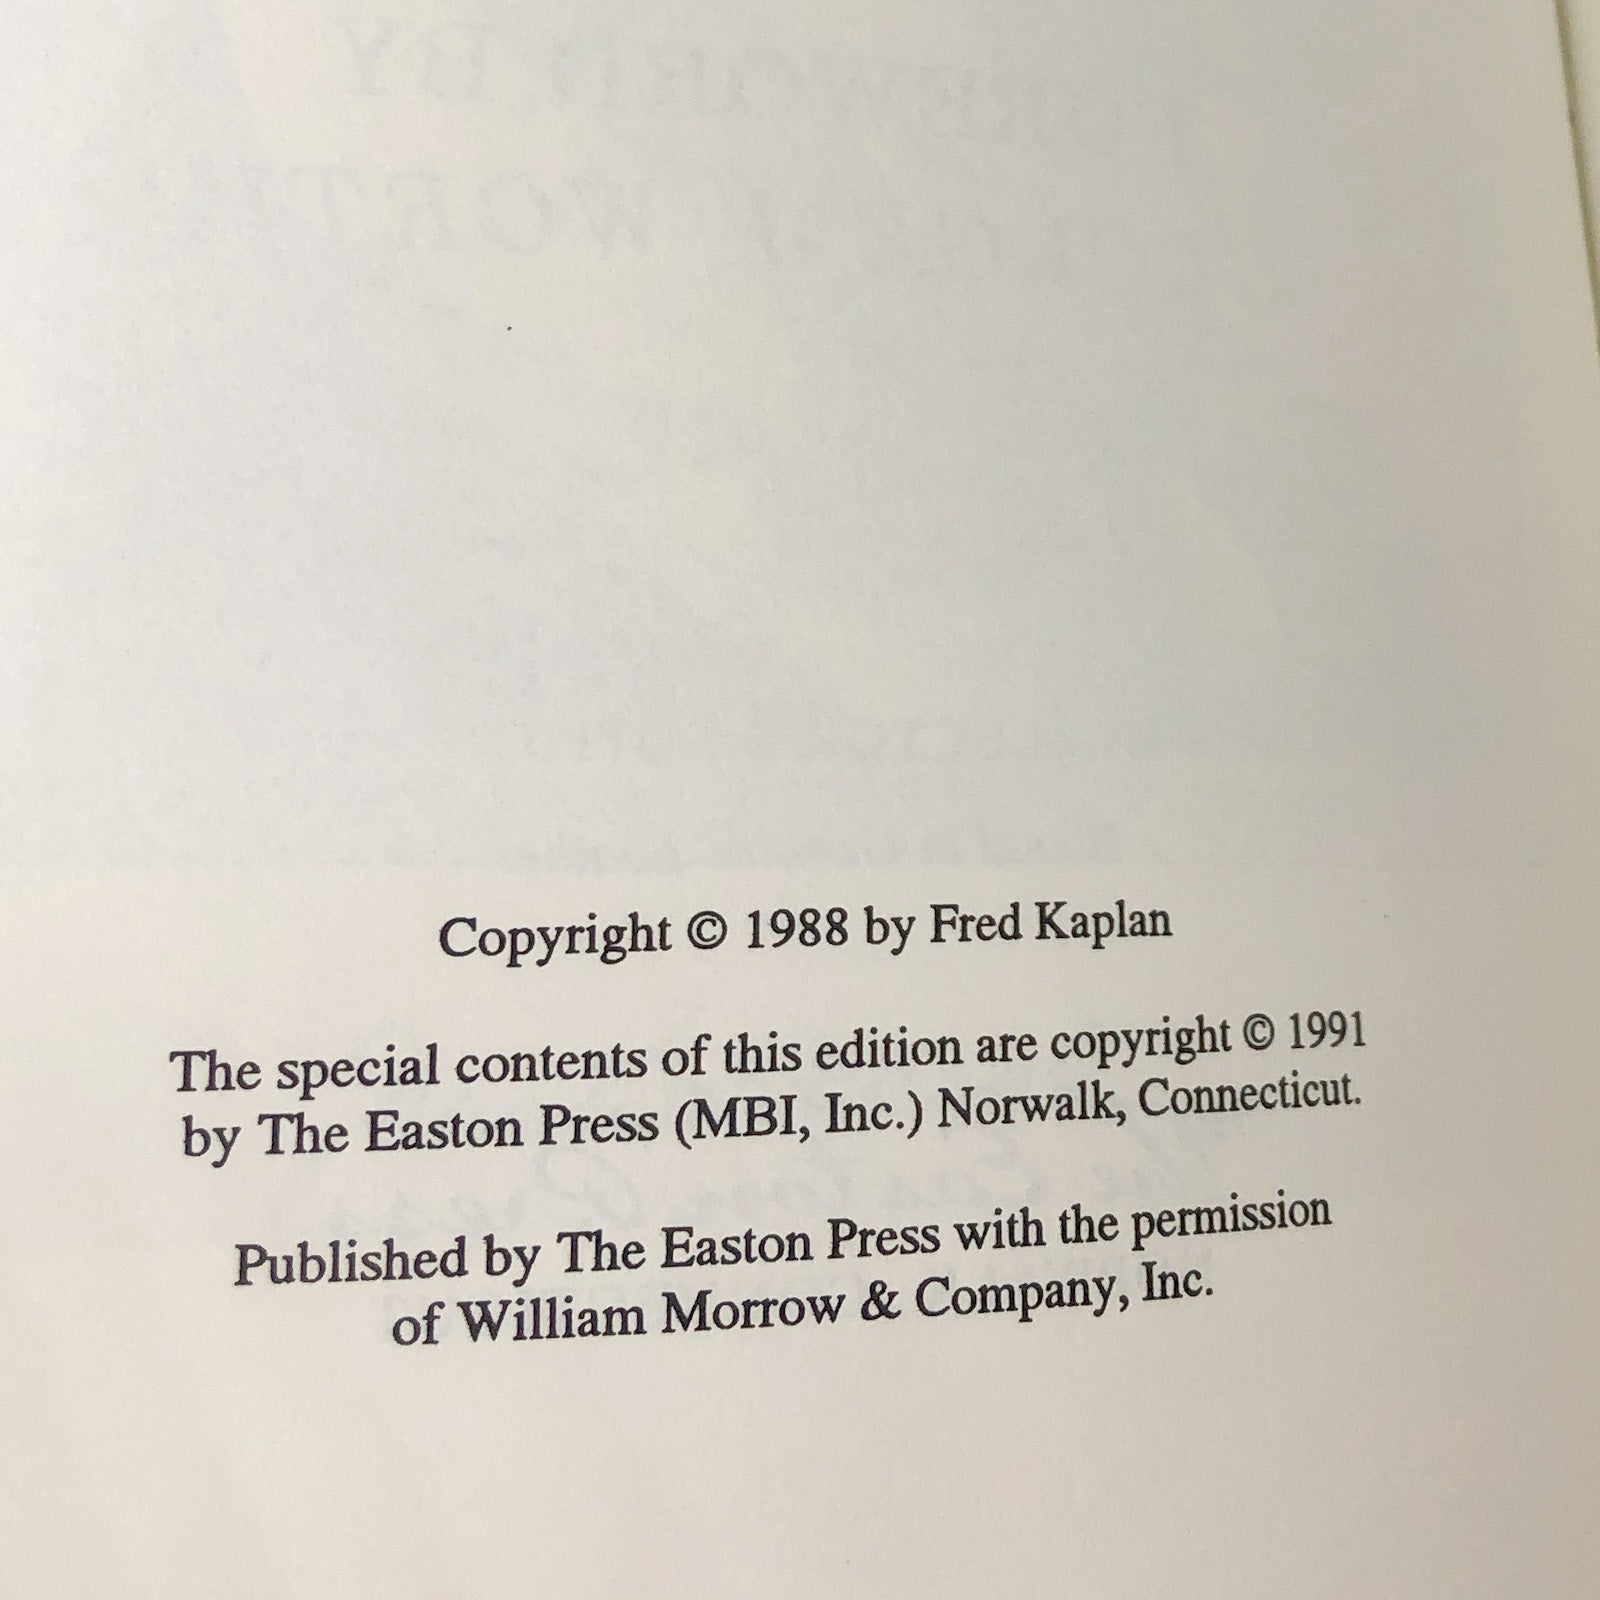 Copyright © 1988 by Fred Kaplan
The special contents of this edition are copyright © 1991
by The Easton Press (MBI, Inc.) Norwalk, Connecticut.
Published by The Easton Press with the permission
of William Morrow & Company, Inc.